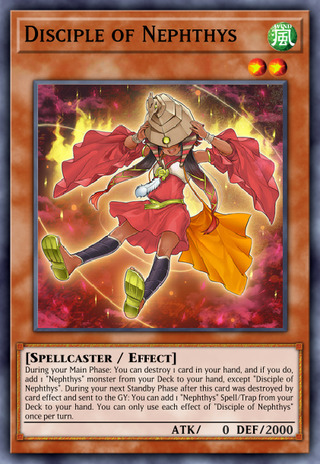 Disciple of Nephthys
WIND
風
[Spellcaster / Effect]
During your Main Phase: You can destroy 1 card in your hand, and if you do,
add 1 "Nephthys" monster from your Deck to your hand, except "Disciple of
Nephthys". During your next Standby Phase after this card was destroyed by
card effect and sent to the GY: You can add 1 "Nephthys" Spell/Trap from your
Deck to your hand. You can only use each effect of "Disciple of Nephthys"
once per turn.
ATK/ 0 DEF/2000